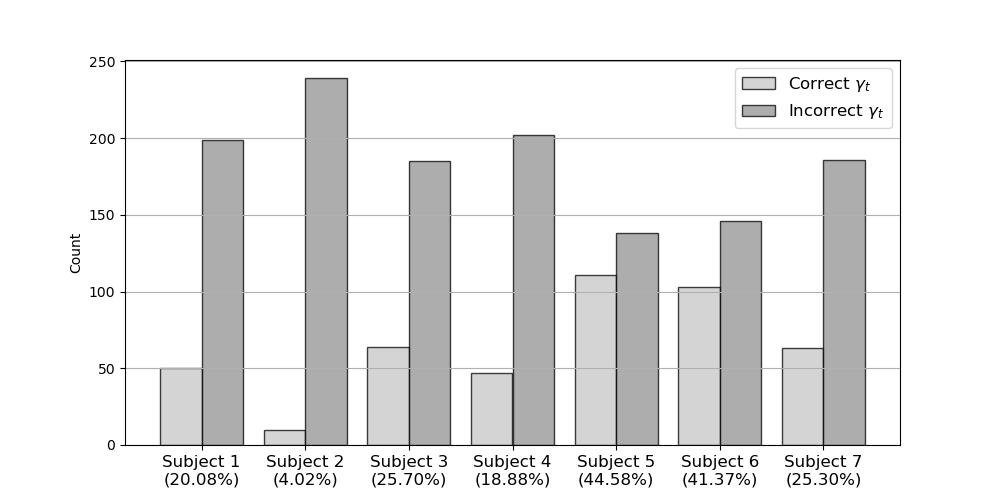 250
200
150
100
50
0
Count
Correct γt
Incorrect γt
Subject 1 Subject 2 Subject 3 Subject 4 Subject 5 Subject 6 Subject 7
(20.08%) (4.02%) (25.70%) (18.88%) (44.58%) (41.37%) (25.30%)